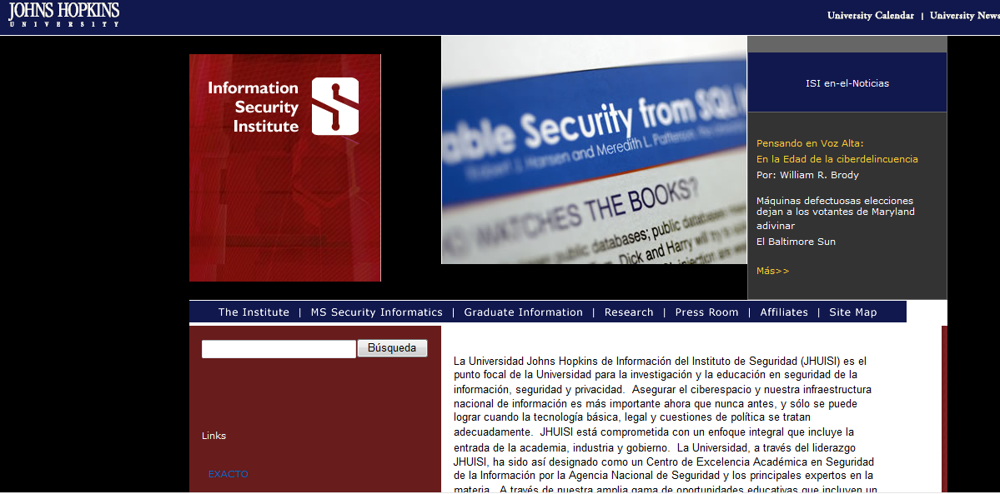 JOHNS HOPKINS
UNIVERSITY
University Calendar | University News
Information
Security
Institute
able Security from SQL
Robert J. Hansen and Meredith L. Patterson,
WATCHES THE BOOKS?
public databases; public databases
Dick and Harry will try
injection are
ISI en-el-Noticias
Pensando en Voz Alta:
En la Edad de la ciberdelincuencia
Por: William R. Brody
Máquinas defectuosas elecciones
dejan a los votantes de Maryland
adivinar
El Baltimore Sun
Más>>
The Institute | MS Security Informatics | Graduate Information | Research | Press Room | Affiliates | Site Map
Búsqueda
Links
EXACTO
La Universidad Johns Hopkins de Información del Instituto de Seguridad (JHUISI) es el
punto focal de la Universidad para la investigación y la educación en seguridad de la
información, seguridad y privacidad. Asegurar el ciberespacio y nuestra infraestructura
nacional de información es más importante ahora que nunca antes, y sólo se puede
lograr cuando la tecnología básica, legal y cuestiones de política se tratan
adecuadamente. JHUISI está comprometida con un enfoque integral que incluye la
entrada de la academia, industria y gobierno. La Universidad, a través del liderazgo
JHUISI, ha sido así designado como un Centro de Excelencia Académica en Seguridad
de la Información por la Agencia Nacional de Seguridad y los principales expertos en la
materia. A través de nuestra amplia gama de oportunidades educativas que incluyen un